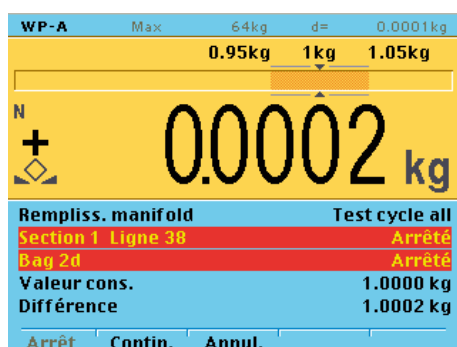 WP-A Max 64kg d= 0.0001kg
0.95kg 1kg 1.05kg
N
+ 0.0002 kg
Rempliss. manifold Test cycle all
Section 1 Ligne 38 Arrêté
Bag 2d Arrêté
Valeur cons. 1.0000 kg
Différence 1.0002 kg
Arrêt Contin. Annul.